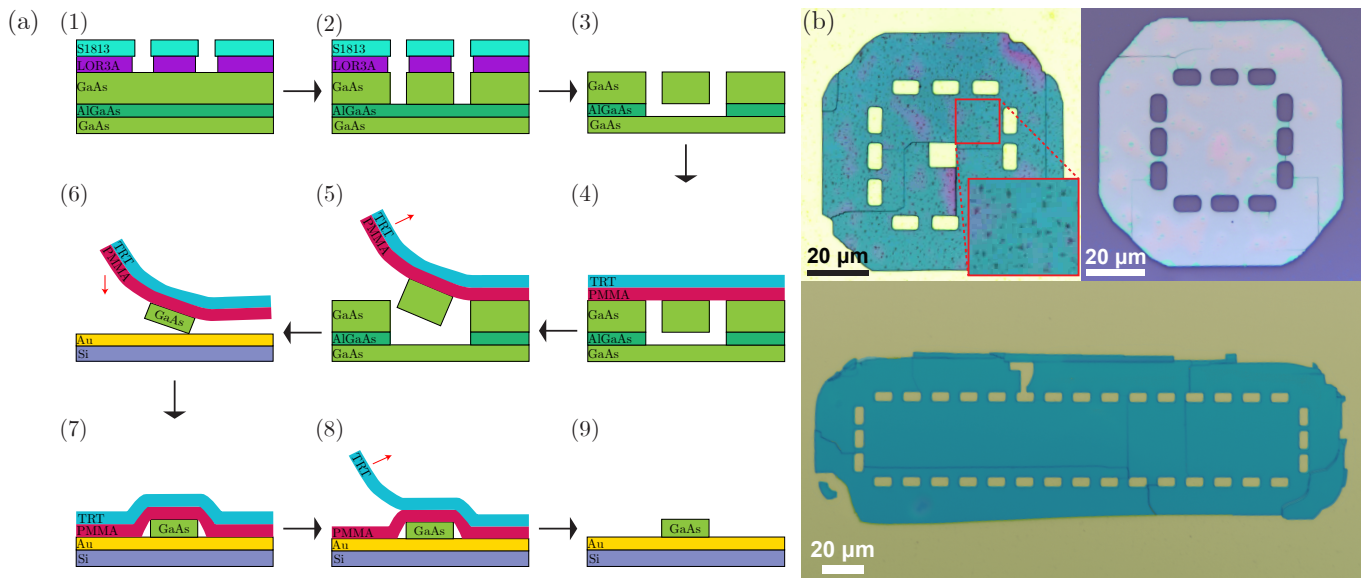 (a)
(1)
S1813
LOR3A
GaAs
AlGaAs
GaAs
(2)
S1813
LOR3A
GaAs
AlGaAs
GaAs
(3)
GaAs
AlGaAs
GaAs
(6)
TRT
PMMA
GaAs
Au
Si
(5)
TRT
PMMA
GaAs
AlGaAs
GaAs
(4)
TRT
PMMA
GaAs
AlGaAs
GaAs
(7)
TRT
GaAs
PMMA
Au
Si
(8)
TRT
PMMA
GaAs
Au
Si
(9)
GaAs
Au
Si
(b)
20 µm
20 µm
20 µm